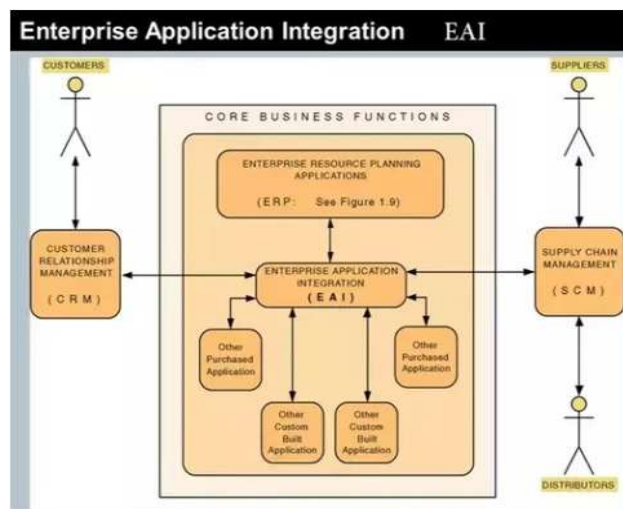 Enterprise Application Integration EAI
CUSTOMERS
SUPPLIERS
CORE BUSINESS FUNCTIONS
ENTERPRISE RESOURCE PLANNING
APPLICATIONS
(ERP: See Figure 1.9)
CUSTOMER
RELATIONSHIP
MANAGEMENT
(CRM)
ENTERPRISE APPLICATION
INTEGRATION
(EAI)
SUPPLY CHAIN
MANAGEMENT
(SCM)
Other
Purchased
Application
Other
Purchased
Application
Other
Custom
Built
Application
Other
Custom
Built
Application
DISTRIBUTORS